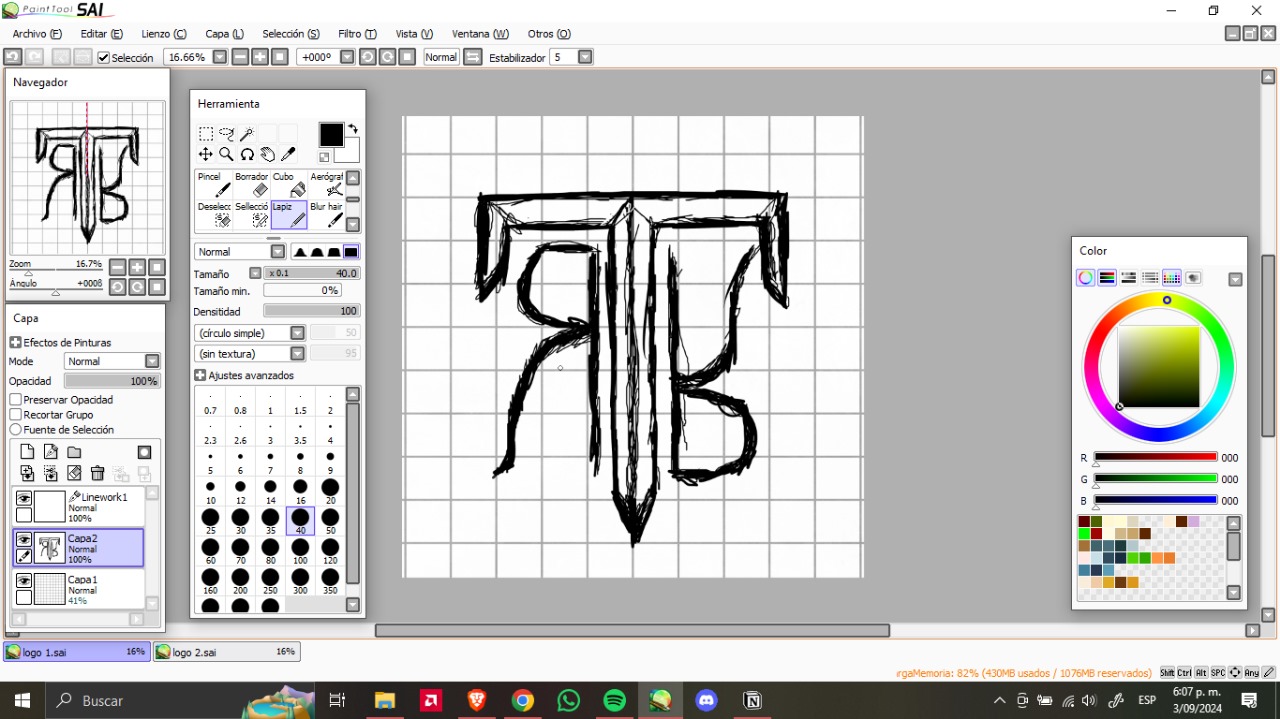 PaintTool SAI
Archivo (F) Editar (E) Lienzo (C) Capa (L) Selección (S) Filtro (T) Vista (V) Ventana (W) Otros (O)
Selección 16.66% +000º Normal Estabilizador 5
Navegador
Zoom 16.7%
Ángulo +000º
Capa
Efectos de Pinturas
Mode Normal
Opacidad 100%
Preservar Opacidad
Recortar Grupo
Fuente de Selección
Linework1
Normal
100%
Capa2
Normal
100%
Capa1
Normal
41%
Herramienta
Pincel Borrador Cubo Aerógraf
Deselecc Selecció Lapiz Blur hair
Normal
Tamaño x 0.1 40.0
Tamaño min. 0%
Densitidad 100
(círculo simple) 50
(sin textura) 95
Ajustes avanzados
0.7 0.8 1 1.5 2
2.3 2.6 3 3.5 4
5 6 7 8 9
10 12 14 16 20
25 30 35 40 50
60 70 80 100 120
160 200 250 300 350
T
R B
Color
R 000
G 000
B 000
logo 1.sai 16% logo 2.sai 16%
rgaMemoria: 82% (430MB usados / 1076MB reservados) Shift Ctrl Alt SPC Any
Buscar
ESP
6:07 p. m.
3/09/2024